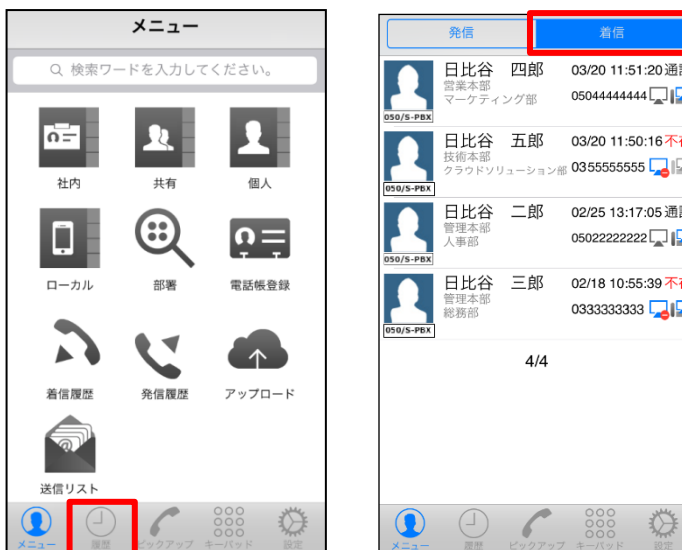 メニュー
検索ワードを入力してください。
社内
共有
個人
ローカル
部署
電話帳登録
着信履歴
発信履歴
アップロード
@
送信リスト
メニュー
履歴
ピックアップ
キーパッド
設定
発信
着信
日比谷 四郎 03/20 11:51:20 通
営業本部
マーケティング部 05044444444
050/S-PBX
日比谷 五郎 03/20 11:50:16 不
技術本部
クラウドソリューション部 0355555555
050/S-PBX
日比谷 二郎 02/25 13:17:05 通
管理本部
人事部 05022222222
050/S-PBX
日比谷 三郎 02/18 10:55:39 不
管理本部
総務部 0333333333
050/S-PBX
4/4
メニュー
履歴
ピックアップ
キーパッド
設定